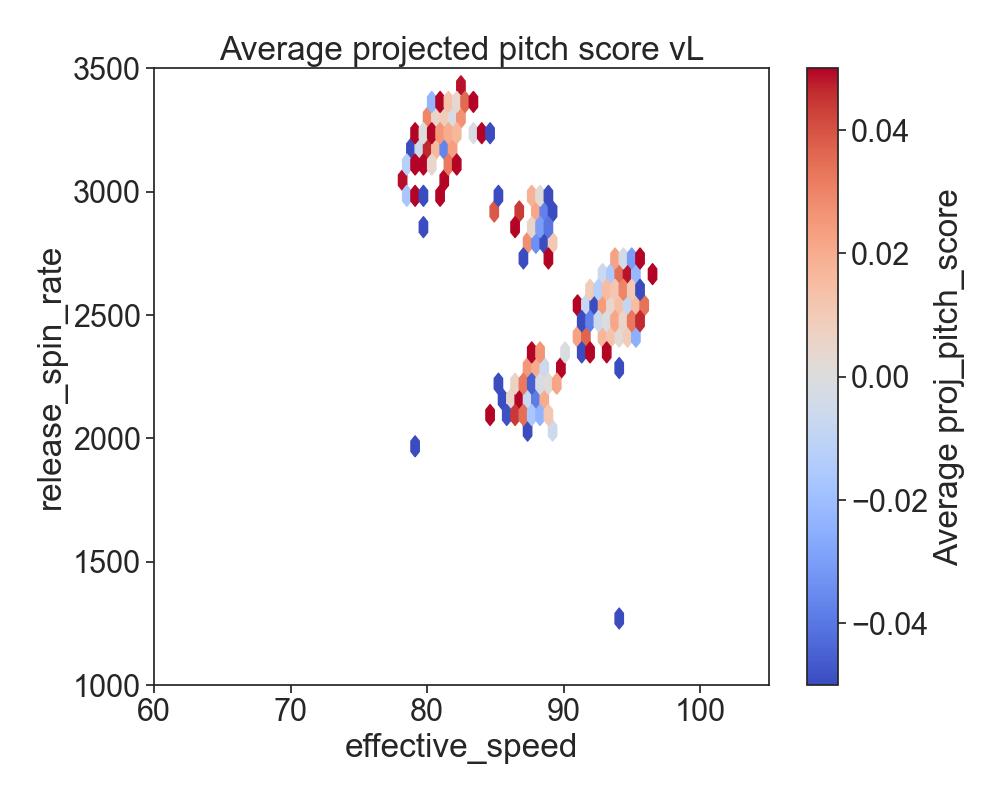 Average projected pitch score vL
3500
3000
2500
2000
1500
1000
release_spin_rate
60 70 80 90 100
effective_speed
0.04
0.02
0.00
−0.02
−0.04
Average proj_pitch_score